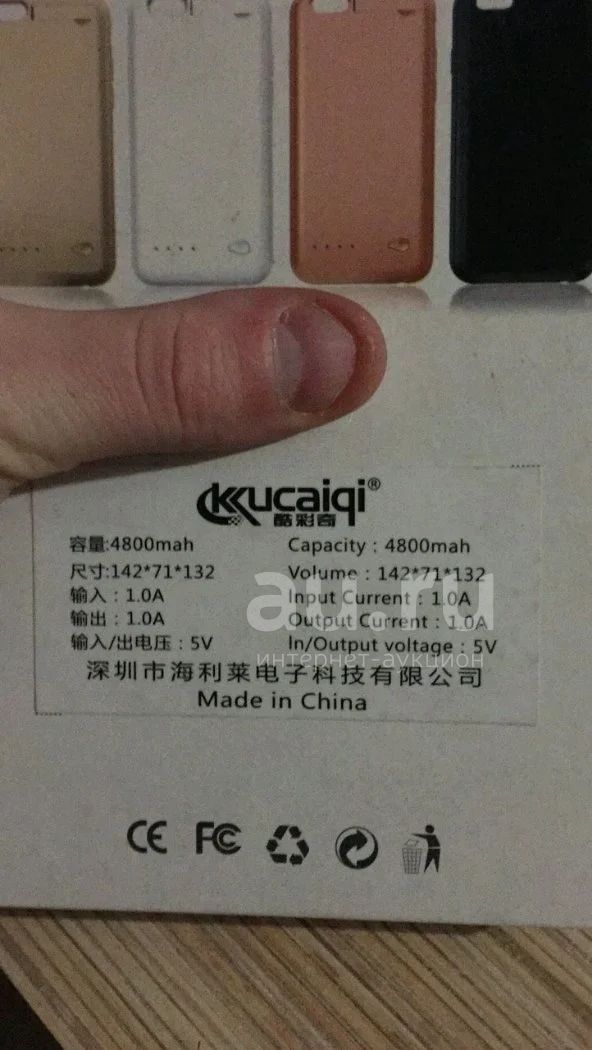 Kucaiqi®
酷彩奇
容量:4800mah
尺寸:142*71*132
输入：1.0A
输出：1.0A
输入/出电压：5V
Capacity：4800mah
Volume：142*71*132
Input Current：1.0A
Output Current：1.0A
In/Output voltage：5V
深圳市海利莱电子科技有限公司
Made in China
CE FC
au.ru
интернет-аукцион